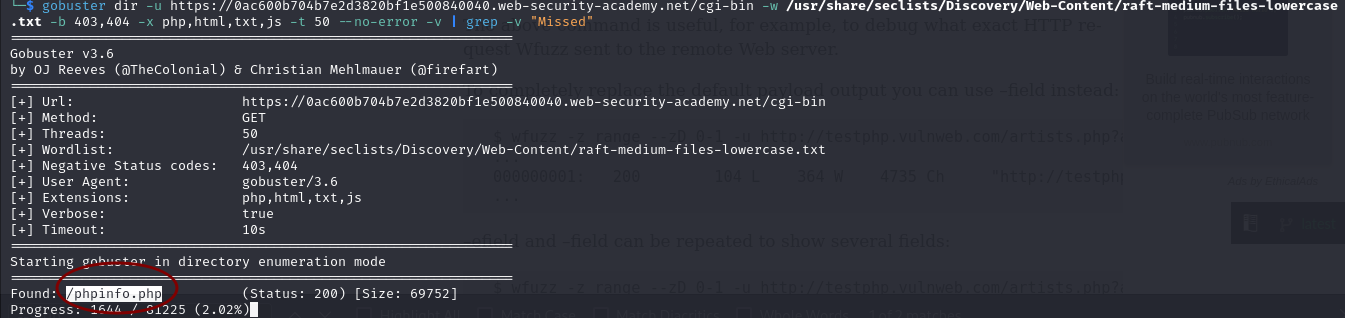 └─$ gobuster dir -u https://0ac600b704b7e2d3820bf1e500840040.web-security-academy.net/cgi-bin -w /usr/share/seclists/Discovery/Web-Content/raft-medium-files-lowercase
.txt -b 403,404 -x php,html,txt,js -t 50 --no-error -v | grep -v "Missed"
command is useful, for example, to debug what exact HTTP re-
quest Wfuzz sent to the remote Web server.
===============================================================
Gobuster v3.6
by OJ Reeves (@TheColonial) & Christian Mehlmauer (@firefart)
===============================================================
Build real-time interactions
on the world's most feature-
complete PubSub network
completely replace the default payload output you can use –field instead:
[+] Url:                     https://0ac600b704b7e2d3820bf1e500840040.web-security-academy.net/cgi-bin
[+] Method:                  GET
[+] Threads:                 50
$ wfuzz -z range --zD 0-1 -u http://testphp.vulnweb.com/artists.php?
[+] Wordlist:                /usr/share/seclists/Discovery/Web-Content/raft-medium-files-lowercase.txt
[+] Negative Status codes:   403,404
000000001: 200 104 L 364 W 4735 Ch "http://testph
[+] User Agent:              gobuster/3.6
[+] Extensions:              php,html,txt,js
[+] Verbose:                 true
[+] Timeout:                 10s
latest
–efield and –field can be repeated to show several fields:
===============================================================
Starting gobuster in directory enumeration mode
===============================================================
Found: /phpinfo.php          (Status: 200) [Size: 69752]
Progress: 1644 / 81225 (2.02%)
$ wfuzz -z range --zD 0-1 -u http://testphp.vulnweb.com/artists.php?